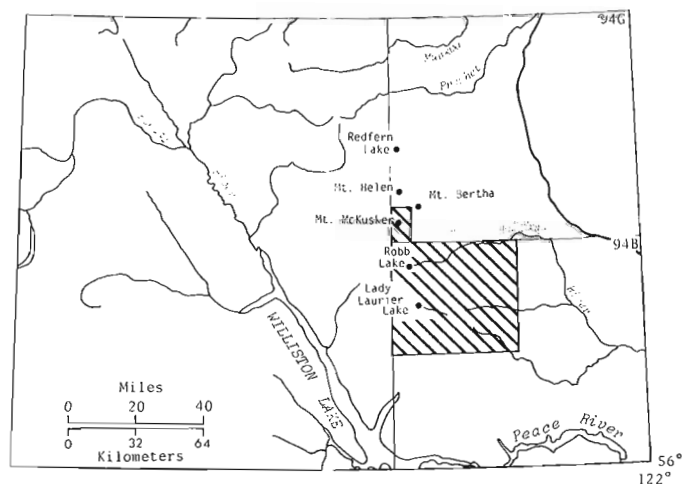 94G
Prophet
Redfern
Lake
Mt. Helen
Mt. Bertha
Mt. McKusker
94B
Robb
Lake
Lady
Laurier
Lake
River
WILLISTON LAKE
Miles
0 20 40
0 32 64
Kilometers
Peace River
56°
122°